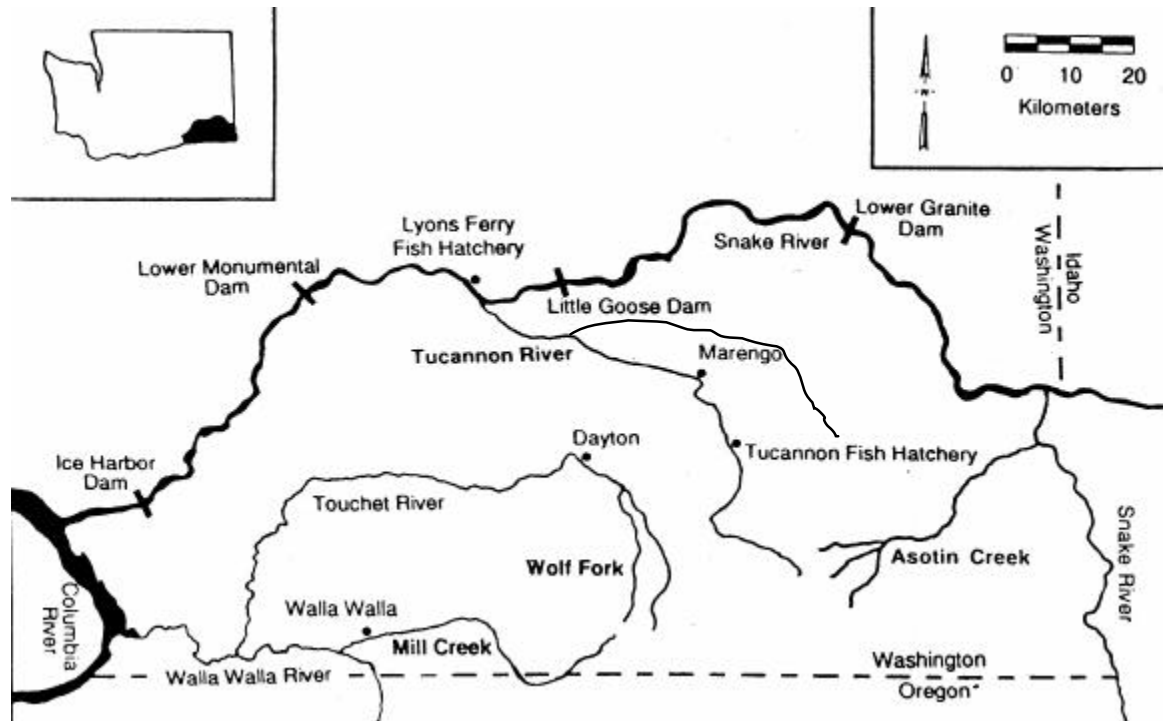 N
0 10 20
Kilometers
Lyons Ferry
Fish Hatchery
Lower Granite
Dam
Snake River
Lower Monumental
Dam
Idaho
Washington
Little Goose Dam
Tucannon River
Marengo
Dayton
Tucannon Fish Hatchery
Ice Harbor
Dam
Touchet River
Snake River
Asotin Creek
Wolf Fork
Columbia
River
Walla Walla
Mill Creek
Washington
Walla Walla River
Oregon